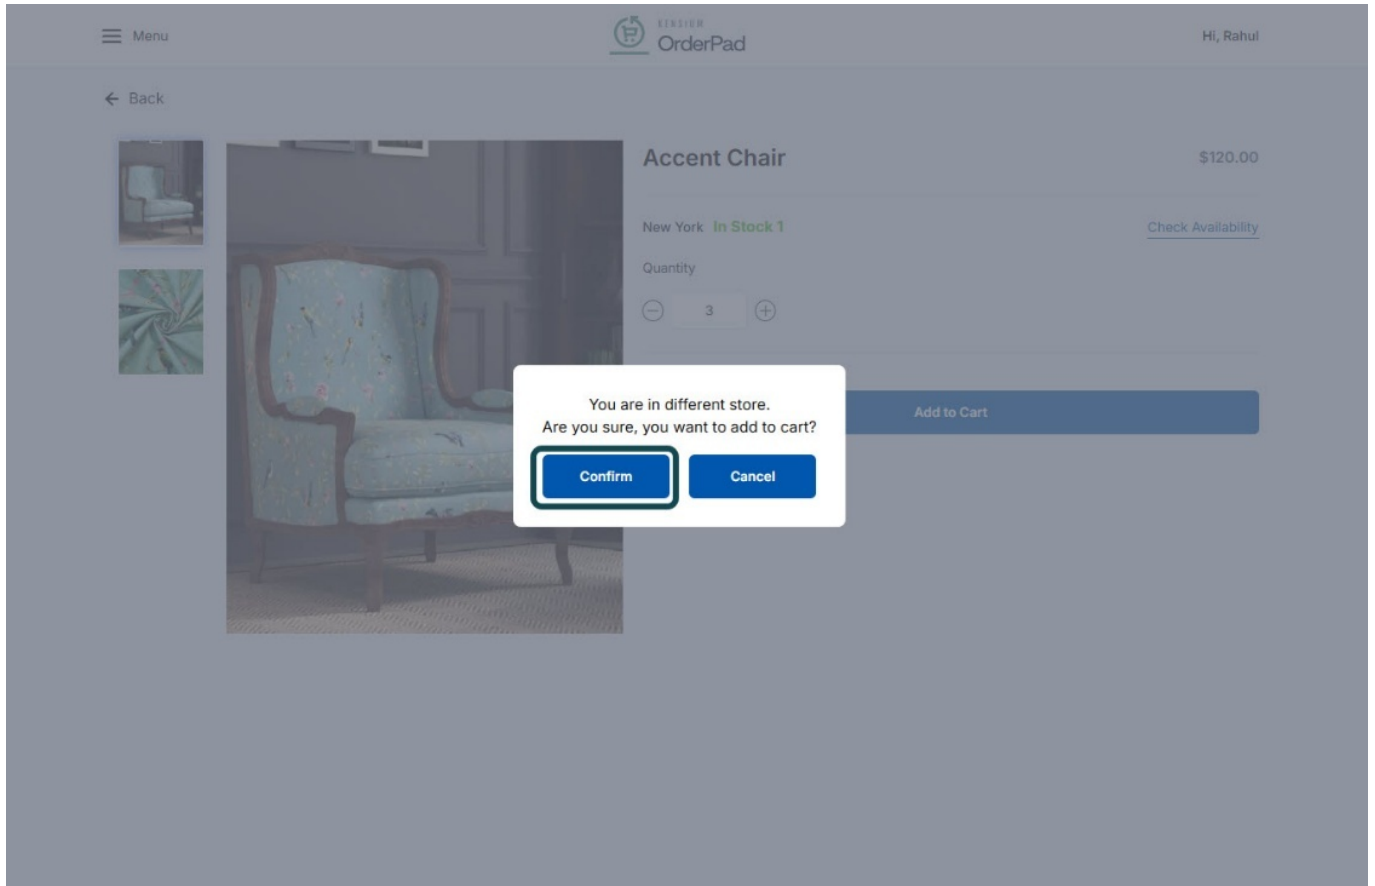 Menu
KENSIUM
OrderPad
Hi, Rahul
Back
Accent Chair
$120.00
New York In Stock 1
Check Availability
Quantity
3
You are in different store.
Are you sure, you want to add to cart?
Add to Cart
Confirm
Cancel